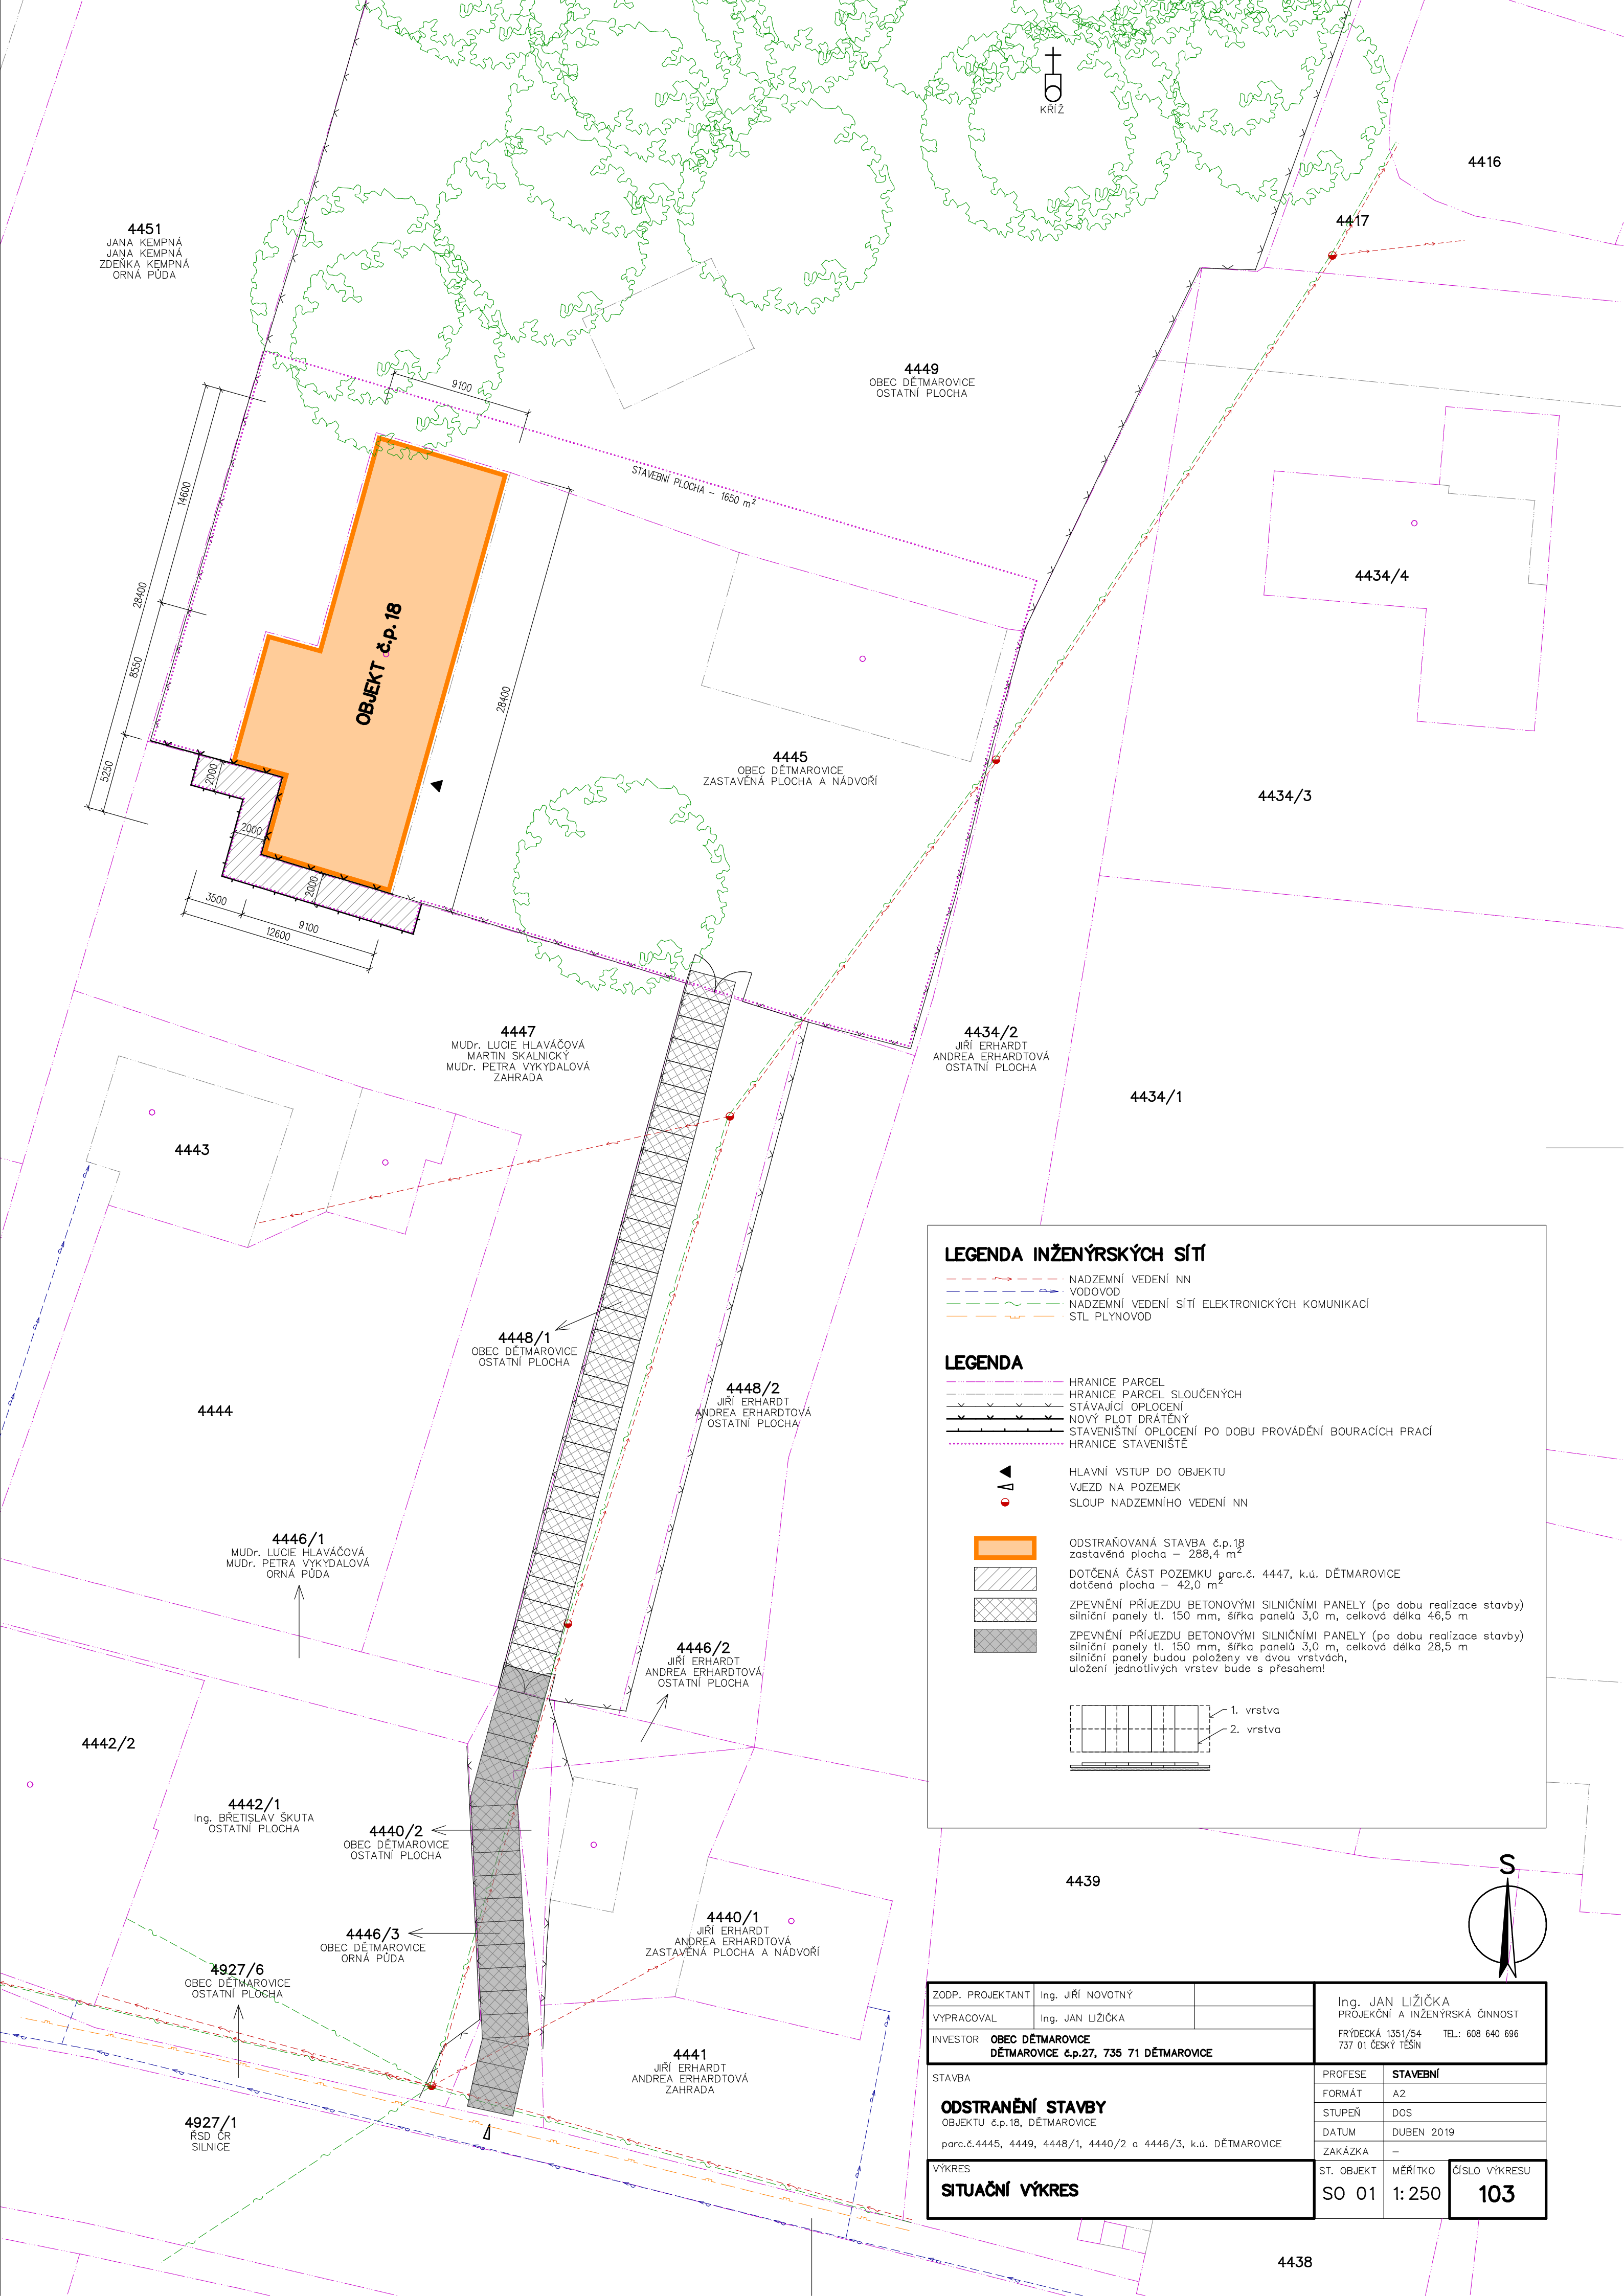 KŘÍŽ
4416
4417
4451
JANA KEMPNÁ
JANA KEMPNÁ
ZDEŇKA KEMPNÁ
ORNÁ PŮDA
4449
OBEC DĚTMAROVICE
OSTATNÍ PLOCHA
9100
STAVEBNÍ PLOCHA – 1650 m²
14600
28400
8550
5250
OBJEKT č.p. 18
28400
4434/4
4445
OBEC DĚTMAROVICE
ZASTAVĚNÁ PLOCHA A NÁDVOŘÍ
4434/3
2000
2000
2000
3500
9100
12600
4447
MUDr. LUCIE HLAVÁČOVÁ
MARTIN SKALNICKÝ
MUDr. PETRA VYKYDALOVÁ
ZAHRADA
4434/2
JIŘÍ ERHARDT
ANDREA ERHARDTOVÁ
OSTATNÍ PLOCHA
4434/1
4443
4448/1
OBEC DĚTMAROVICE
OSTATNÍ PLOCHA
4448/2
JIŘÍ ERHARDT
ANDREA ERHARDTOVÁ
OSTATNÍ PLOCHA
4444
4446/1
MUDr. LUCIE HLAVÁČOVÁ
MUDr. PETRA VYKYDALOVÁ
ORNÁ PŮDA
4446/2
JIŘÍ ERHARDT
ANDREA ERHARDTOVÁ
OSTATNÍ PLOCHA
4442/2
4442/1
Ing. BŘETISLAV ŠKUTA
OSTATNÍ PLOCHA
4440/2
OBEC DĚTMAROVICE
OSTATNÍ PLOCHA
4446/3
OBEC DĚTMAROVICE
ORNÁ PŮDA
4440/1
JIŘÍ ERHARDT
ANDREA ERHARDTOVÁ
ZASTAVĚNÁ PLOCHA A NÁDVOŘÍ
4927/6
OBEC DĚTMAROVICE
OSTATNÍ PLOCHA
4441
JIŘÍ ERHARDT
ANDREA ERHARDTOVÁ
ZAHRADA
4927/1
ŘSD ČR
SILNICE
4439
4438
LEGENDA INŽENÝRSKÝCH SÍTÍ
NADZEMNÍ VEDENÍ NN
VODOVOD
NADZEMNÍ VEDENÍ SÍTÍ ELEKTRONICKÝCH KOMUNIKACÍ
STL PLYNOVOD
LEGENDA
HRANICE PARCEL
HRANICE PARCEL SLOUČENÝCH
STÁVAJÍCÍ OPLOCENÍ
NOVÝ PLOT DRÁTĚNÝ
STAVENIŠTNÍ OPLOCENÍ PO DOBU PROVÁDĚNÍ BOURACÍCH PRACÍ
HRANICE STAVENIŠTĚ
HLAVNÍ VSTUP DO OBJEKTU
VJEZD NA POZEMEK
SLOUP NADZEMNÍHO VEDENÍ NN
ODSTRAŇOVANÁ STAVBA č.p.18
zastavěná plocha – 288,4 m²
DOTČENÁ ČÁST POZEMKU parc.č. 4447, k.ú. DĚTMAROVICE
dotčená plocha – 42,0 m²
ZPEVNĚNÍ PŘÍJEZDU BETONOVÝMI SILNIČNÍMI PANELY (po dobu realizace stavby)
silniční panely tl. 150 mm, šířka panelů 3,0 m, celková délka 46,5 m
ZPEVNĚNÍ PŘÍJEZDU BETONOVÝMI SILNIČNÍMI PANELY (po dobu realizace stavby)
silniční panely tl. 150 mm, šířka panelů 3,0 m, celková délka 28,5 m
silniční panely budou položeny ve dvou vrstvách,
uložení jednotlivých vrstev bude s přesahem!
1. vrstva
2. vrstva
S
ZODP. PROJEKTANT Ing. JIŘÍ NOVOTNÝ
VYPRACOVAL Ing. JAN LIŽIČKA
INVESTOR OBEC DĚTMAROVICE
DĚTMAROVICE č.p.27, 735 71 DĚTMAROVICE
Ing. JAN LIŽIČKA
PROJEKČNÍ A INŽENÝRSKÁ ČINNOST
FRÝDECKÁ 1351/54 TEL.: 608 640 696
737 01 ČESKÝ TĚŠÍN
STAVBA
ODSTRANĚNÍ STAVBY
OBJEKTU č.p.18, DĚTMAROVICE
parc.č.4445, 4449, 4448/1, 4440/2 a 4446/3, k.ú. DĚTMAROVICE
PROFESE STAVEBNÍ
FORMÁT A2
STUPEŇ DOS
DATUM DUBEN 2019
ZAKÁZKA –
VÝKRES
SITUAČNÍ VÝKRES
ST. OBJEKT MĚŘÍTKO ČÍSLO VÝKRESU
SO 01 1:250 103